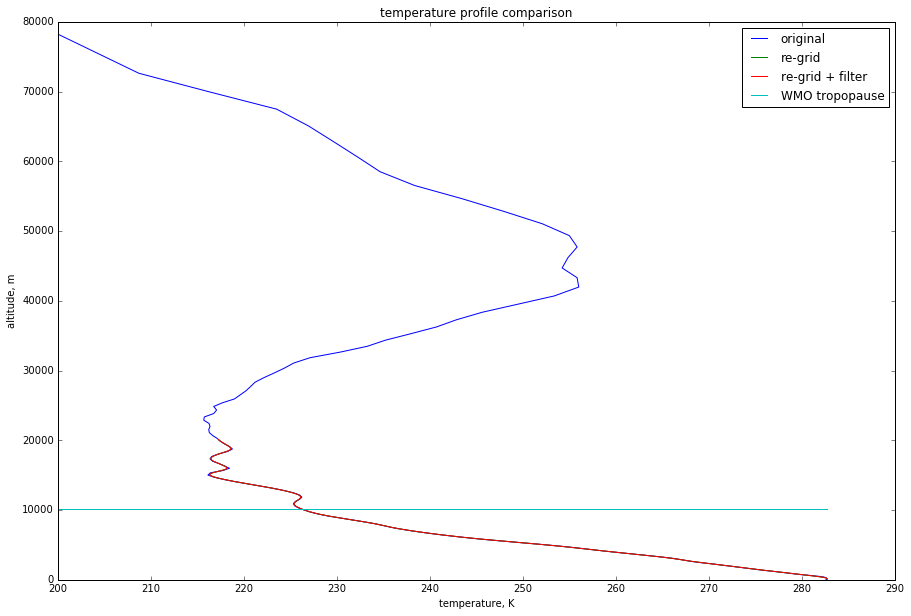 temperature profile comparison
80000
70000
60000
50000
40000
30000
20000
10000
0
altitude, m
original
re-grid
re-grid + filter
WMO tropopause
200 210 220 230 240 250 260 270 280 290
temperature, K